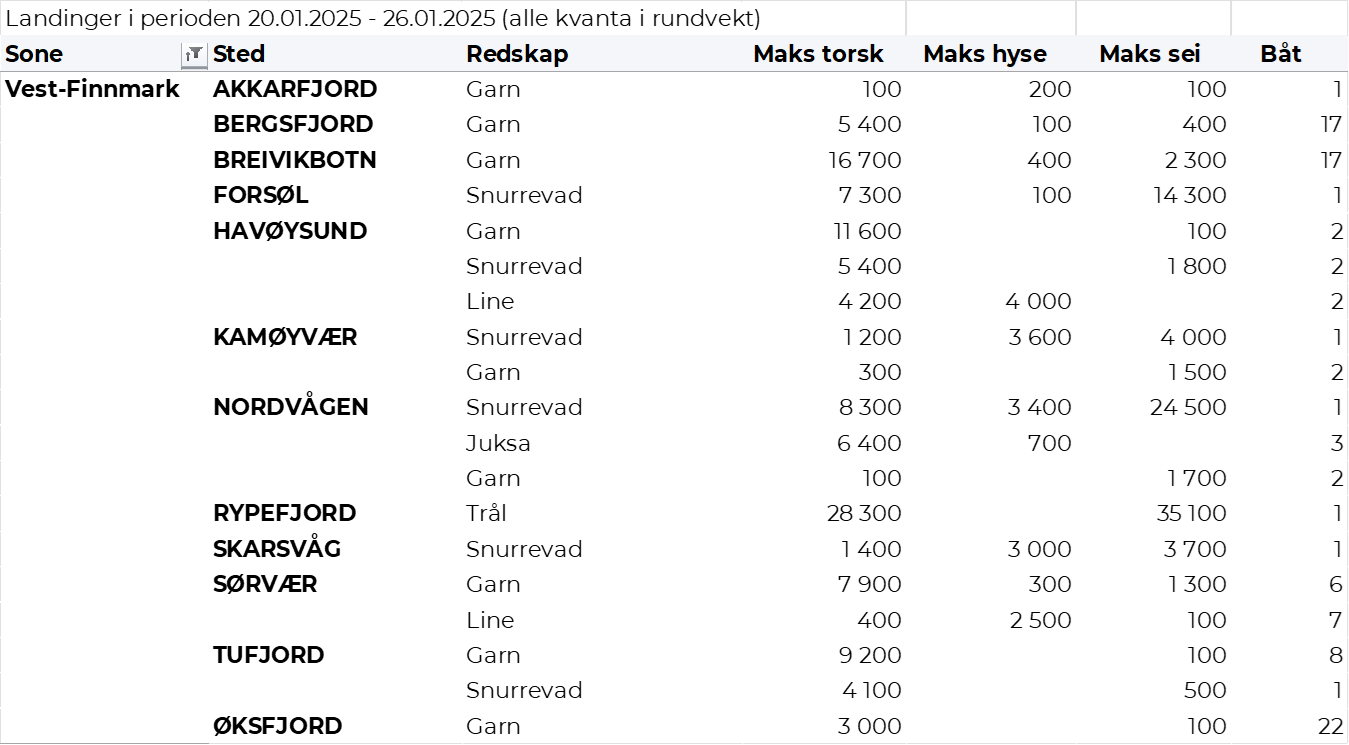 Landinger i perioden 20.01.2025 - 26.01.2025 (alle kvanta i rundvekt)
Sone Sted Redskap Maks torsk Maks hyse Maks sei Båt
Vest-Finnmark AKKARFJORD Garn 100 200 100 1
BERGSFJORD Garn 5 400 100 400 17
BREIVIKBOTN Garn 16 700 400 2 300 17
FORSØL Snurrevad 7 300 100 14 300 1
HAVØYSUND Garn 11 600 100 2
Snurrevad 5 400 1 800 2
Line 4 200 4 000 2
KAMØYVÆR Snurrevad 1 200 3 600 4 000 1
Garn 300 1 500 2
NORDVÅGEN Snurrevad 8 300 3 400 24 500 1
Juksa 6 400 700 3
Garn 100 1 700 2
RYPEFJORD Trål 28 300 35 100 1
SKARSVÅG Snurrevad 1 400 3 000 3 700 1
SØRVÆR Garn 7 900 300 1 300 6
Line 400 2 500 100 7
TUFJORD Garn 9 200 100 8
Snurrevad 4 100 500 1
ØKSFJORD Garn 3 000 100 22